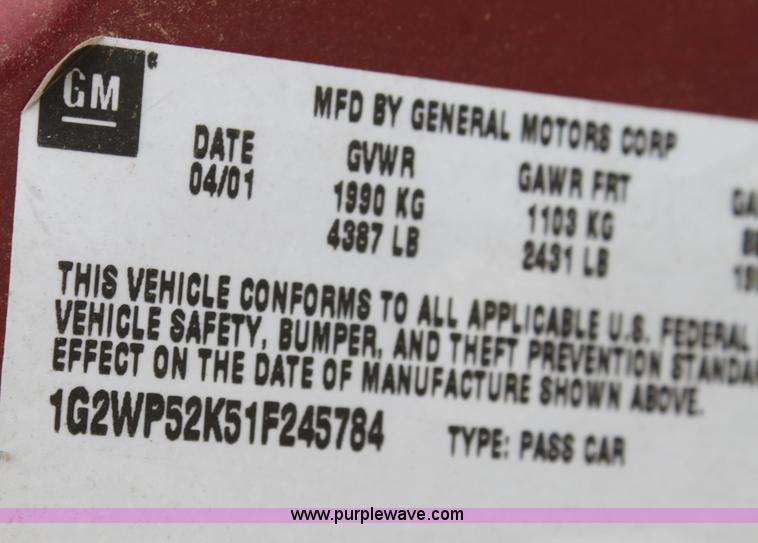 GM
MFD BY GENERAL MOTORS CORP
DATE GVWR GAWR FRT
04/01 1990 KG 1103 KG
4387 LB 2431 LB
THIS VEHICLE CONFORMS TO ALL APPLICABLE U.S. FEDERAL
VEHICLE SAFETY, BUMPER, AND THEFT PREVENTION STANDA
EFFECT ON THE DATE OF MANUFACTURE SHOWN ABOVE.
1G2WP52K51F245784 TYPE: PASS CAR
www.purplewave.com